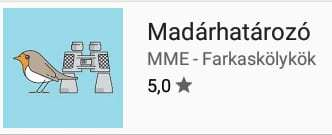 Madárhatározó
MME - Farkaskölykök
5,0 ★